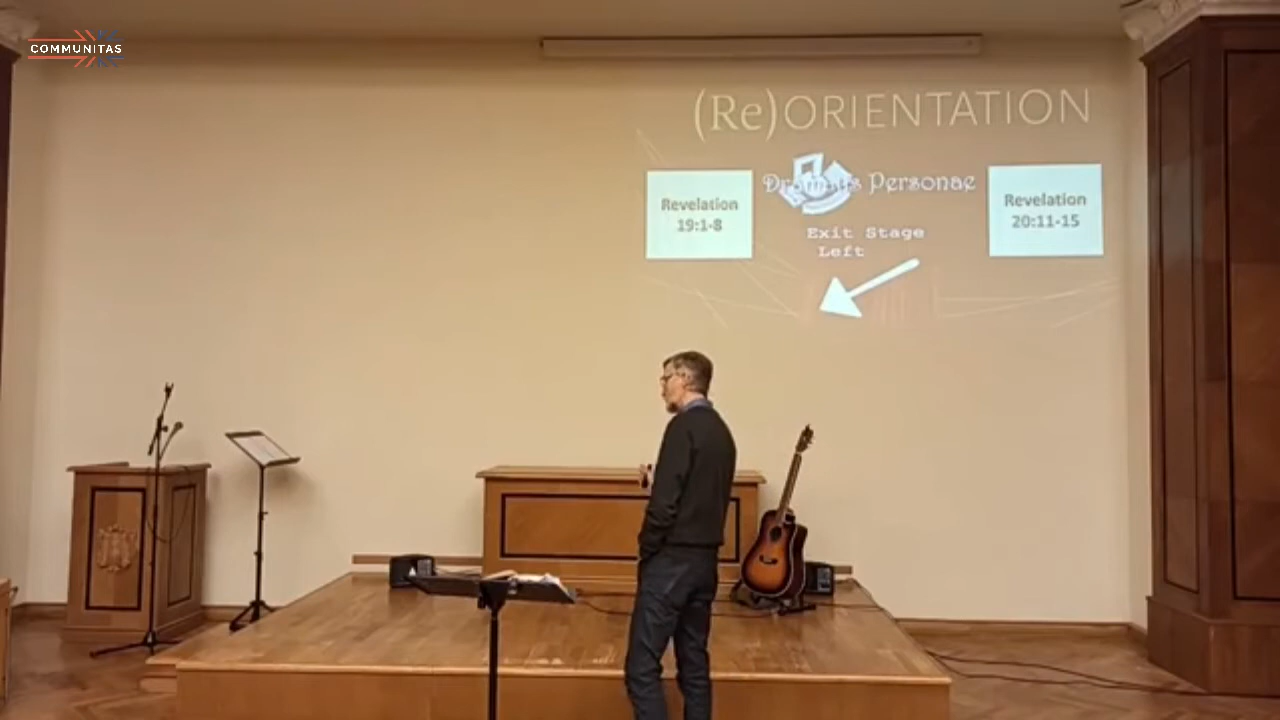 COMMUNITAS
(Re)ORIENTATION
Dramatis Personae
Revelation
19:1-8
Revelation
20:11-15
Exit Stage
Left